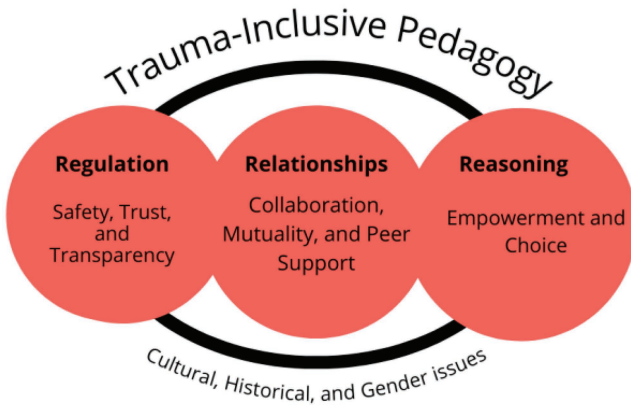 Trauma-Inclusive Pedagogy
Regulation
Safety, Trust,
and
Transparency
Relationships
Collaboration,
Mutuality, and Peer
Support
Reasoning
Empowerment and
Choice
Cultural, Historical, and Gender issues